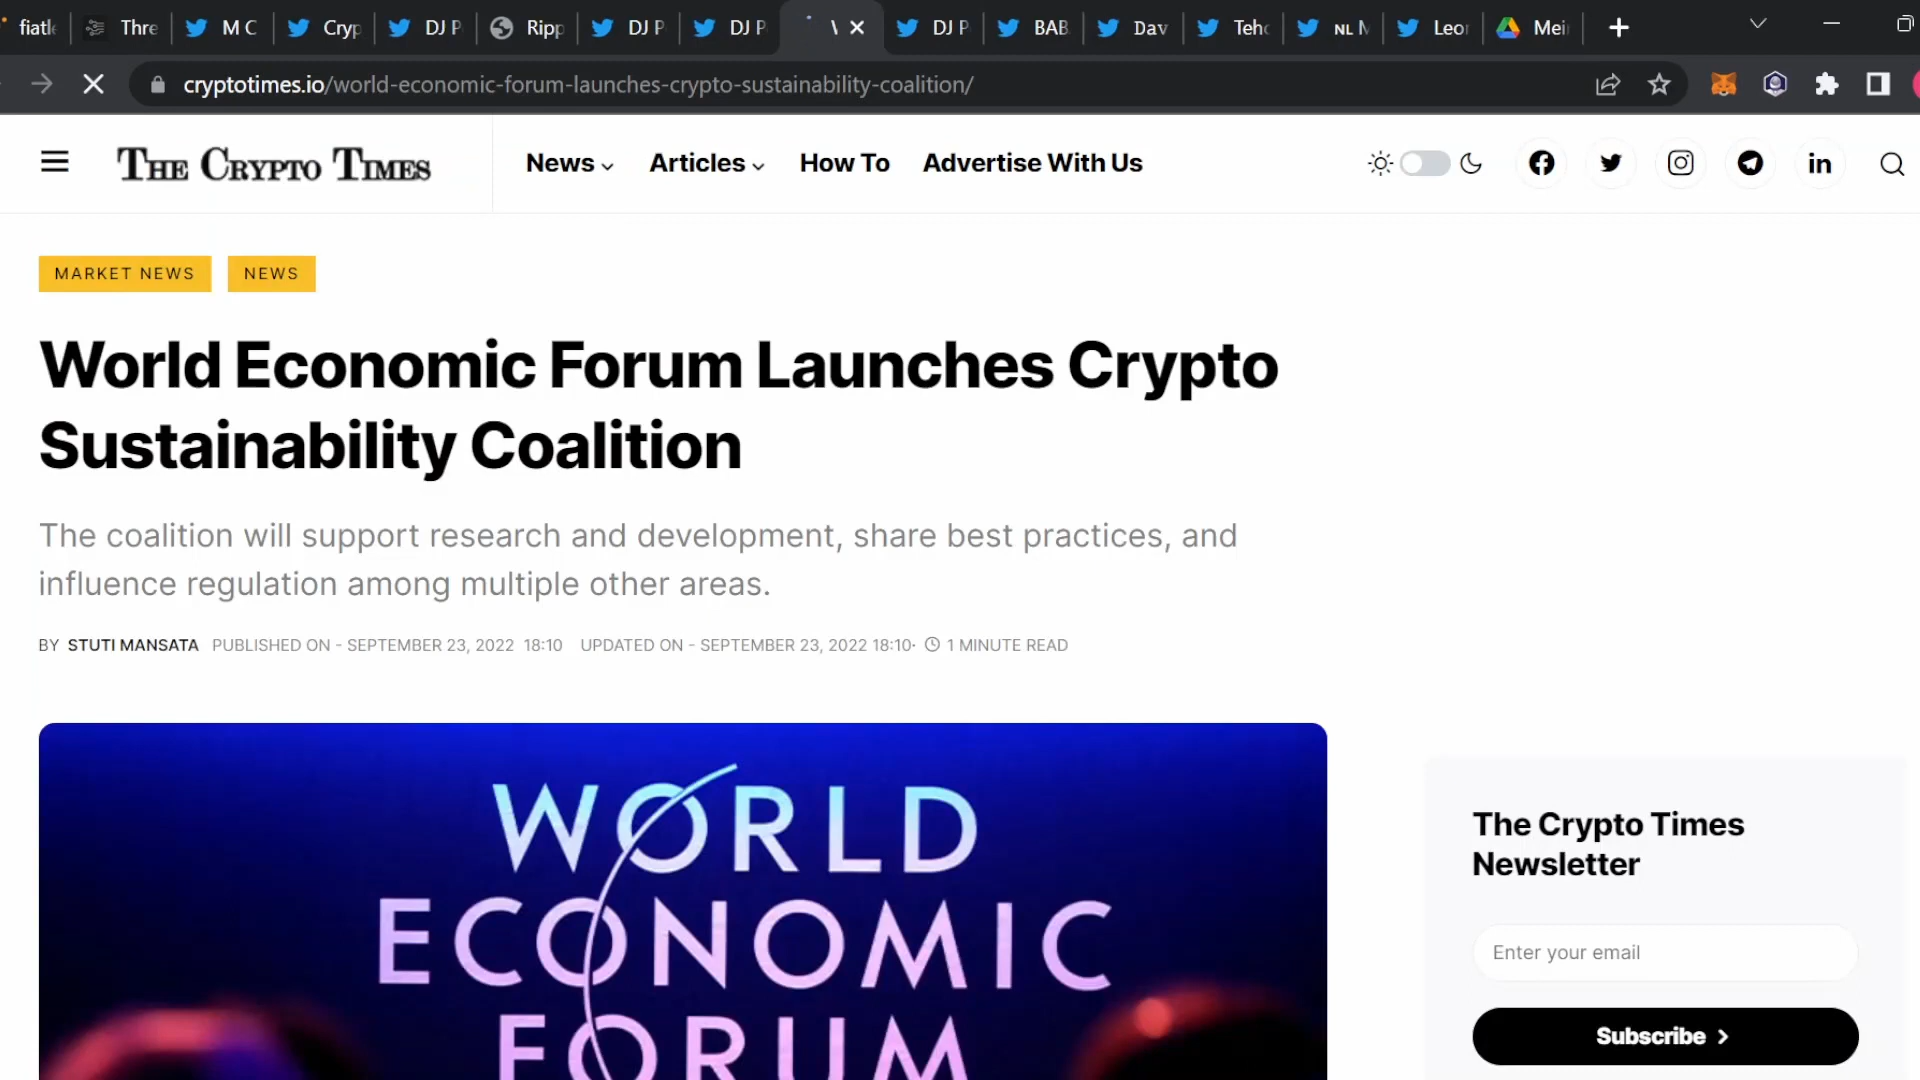 fiatl Thre M C Cryp DJ P Ripp DJ P DJ P DJ P BAB Dav Teh NL Leo Mei
cryptotimes.io/world-economic-forum-launches-crypto-sustainability-coalition/
THE CRYPTO TIMES News Articles How To Advertise With Us
MARKET NEWS NEWS
World Economic Forum Launches Crypto
Sustainability Coalition
The coalition will support research and development, share best practices, and
influence regulation among multiple other areas.
BY STUTI MANSATA PUBLISHED ON - SEPTEMBER 23, 2022 18:10 UPDATED ON - SEPTEMBER 23, 2022 18:10· 1 MINUTE READ
WORLD
ECONOMIC
FORUM
The Crypto Times
Newsletter
Enter your email
Subscribe